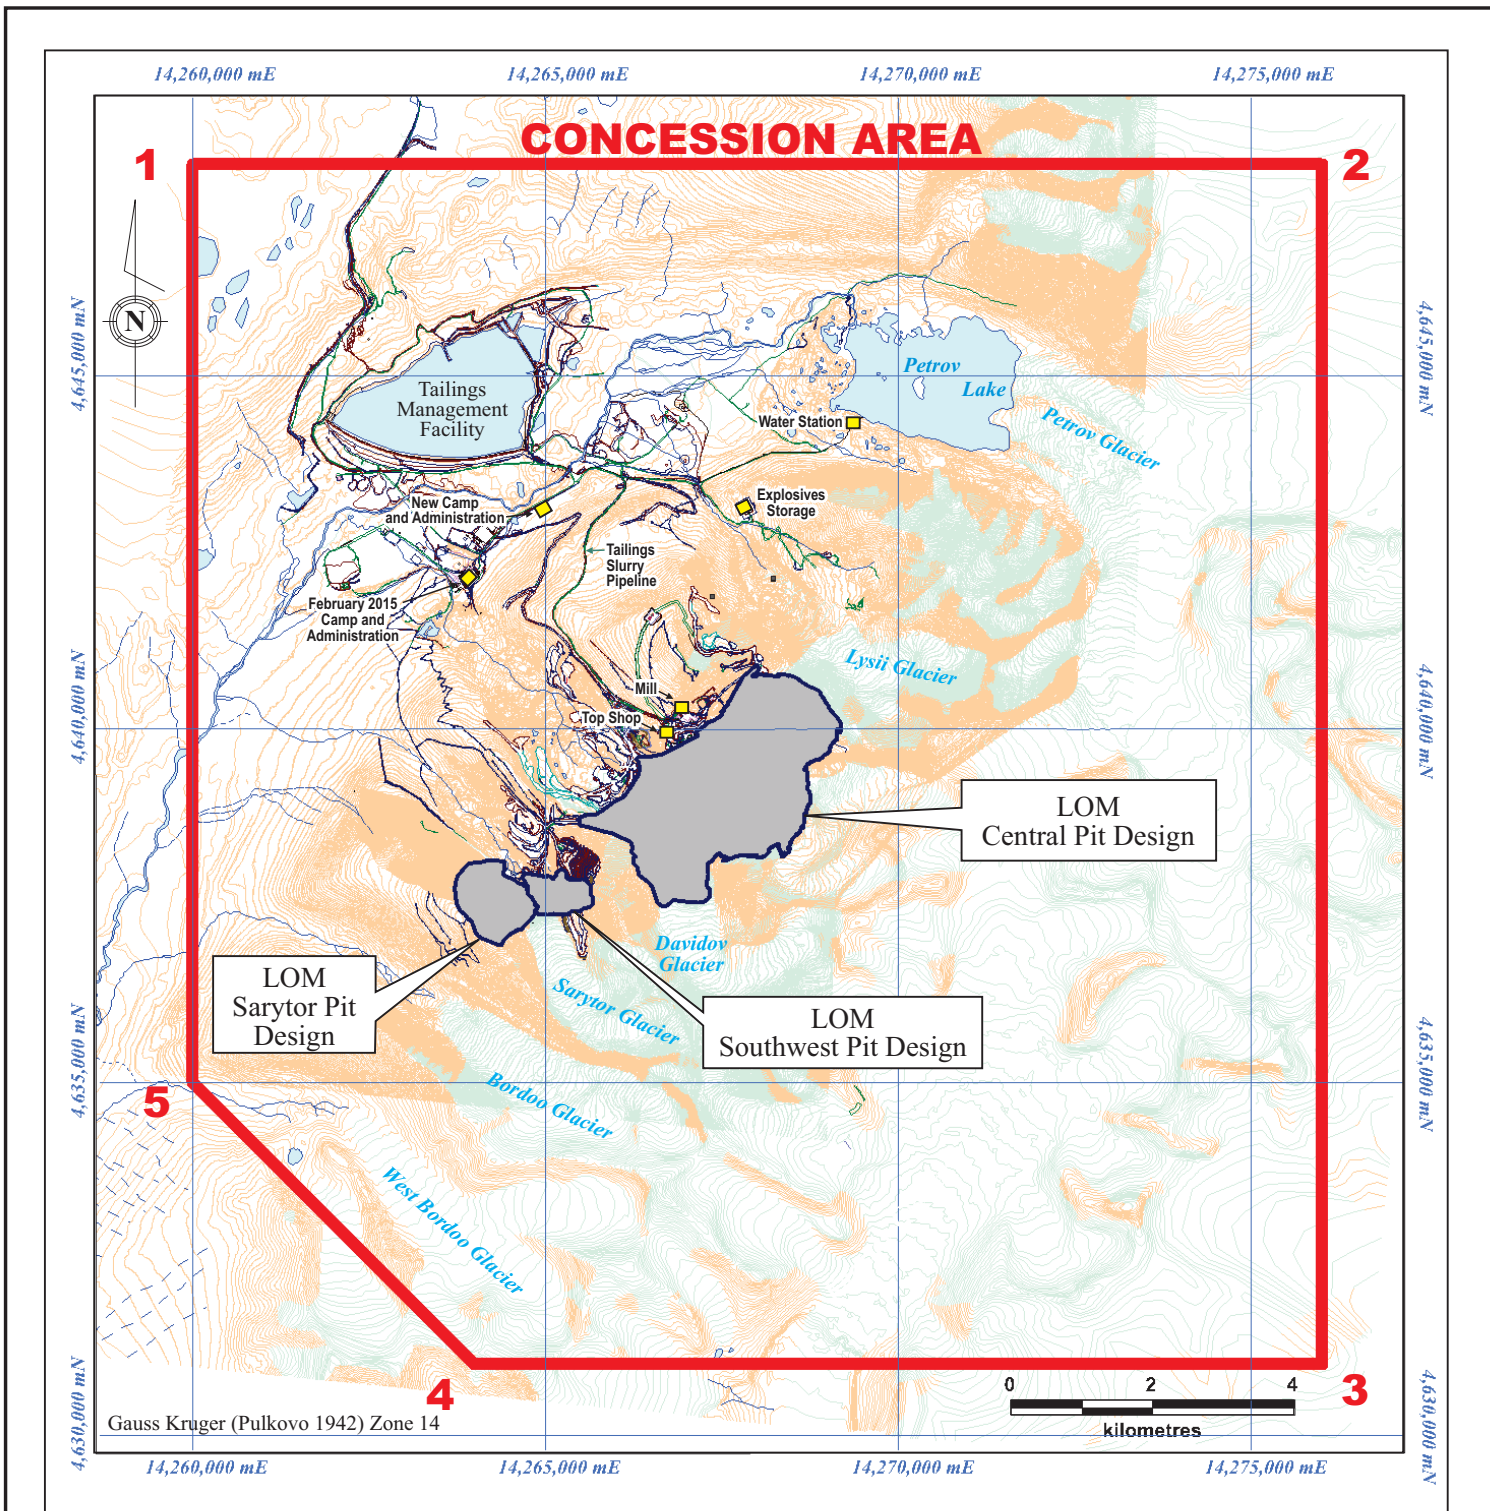 14,260,000 mE
14,265,000 mE
14,270,000 mE
14,275,000 mE
CONCESSION AREA
1
2
N
4,645,000 mN
4,645,000 mN
Petrov
Lake
Tailings
Management
Facility
Water Station
Petrov Glacier
New Camp
and Administration
Explosives
Storage
Tailings
Slurry
Pipeline
February 2015
Camp and
Administration
Lysii Glacier
Mill
Top Shop
4,640,000 mN
4,640,000 mN
LOM
Central Pit Design
Davidov
Glacier
LOM
Sarytor Pit
Design
Sarytor Glacier
LOM
Southwest Pit Design
4,635,000 mN
4,635,000 mN
5
Bordoo Glacier
West Bordoo Glacier
4
3
0 2 4
kilometres
Gauss Kruger (Pulkovo 1942) Zone 14
4,630,000 mN
4,630,000 mN
14,260,000 mE
14,265,000 mE
14,270,000 mE
14,275,000 mE